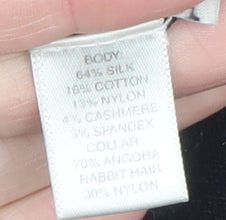 BODY:
64% SILK
16% COTTON
13% NYLON
4% CASHMERE
3% SPANDEX
COLLAR:
70% ANGORA
RABBIT HAIR
30% NYLON